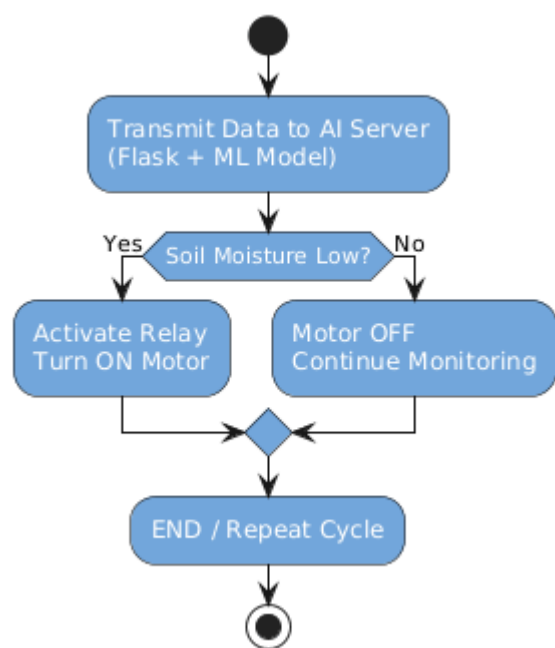 Transmit Data to AI Server
(Flask + ML Model)
Yes
Soil Moisture Low?
No
Activate Relay
Turn ON Motor
Motor OFF
Continue Monitoring
END / Repeat Cycle